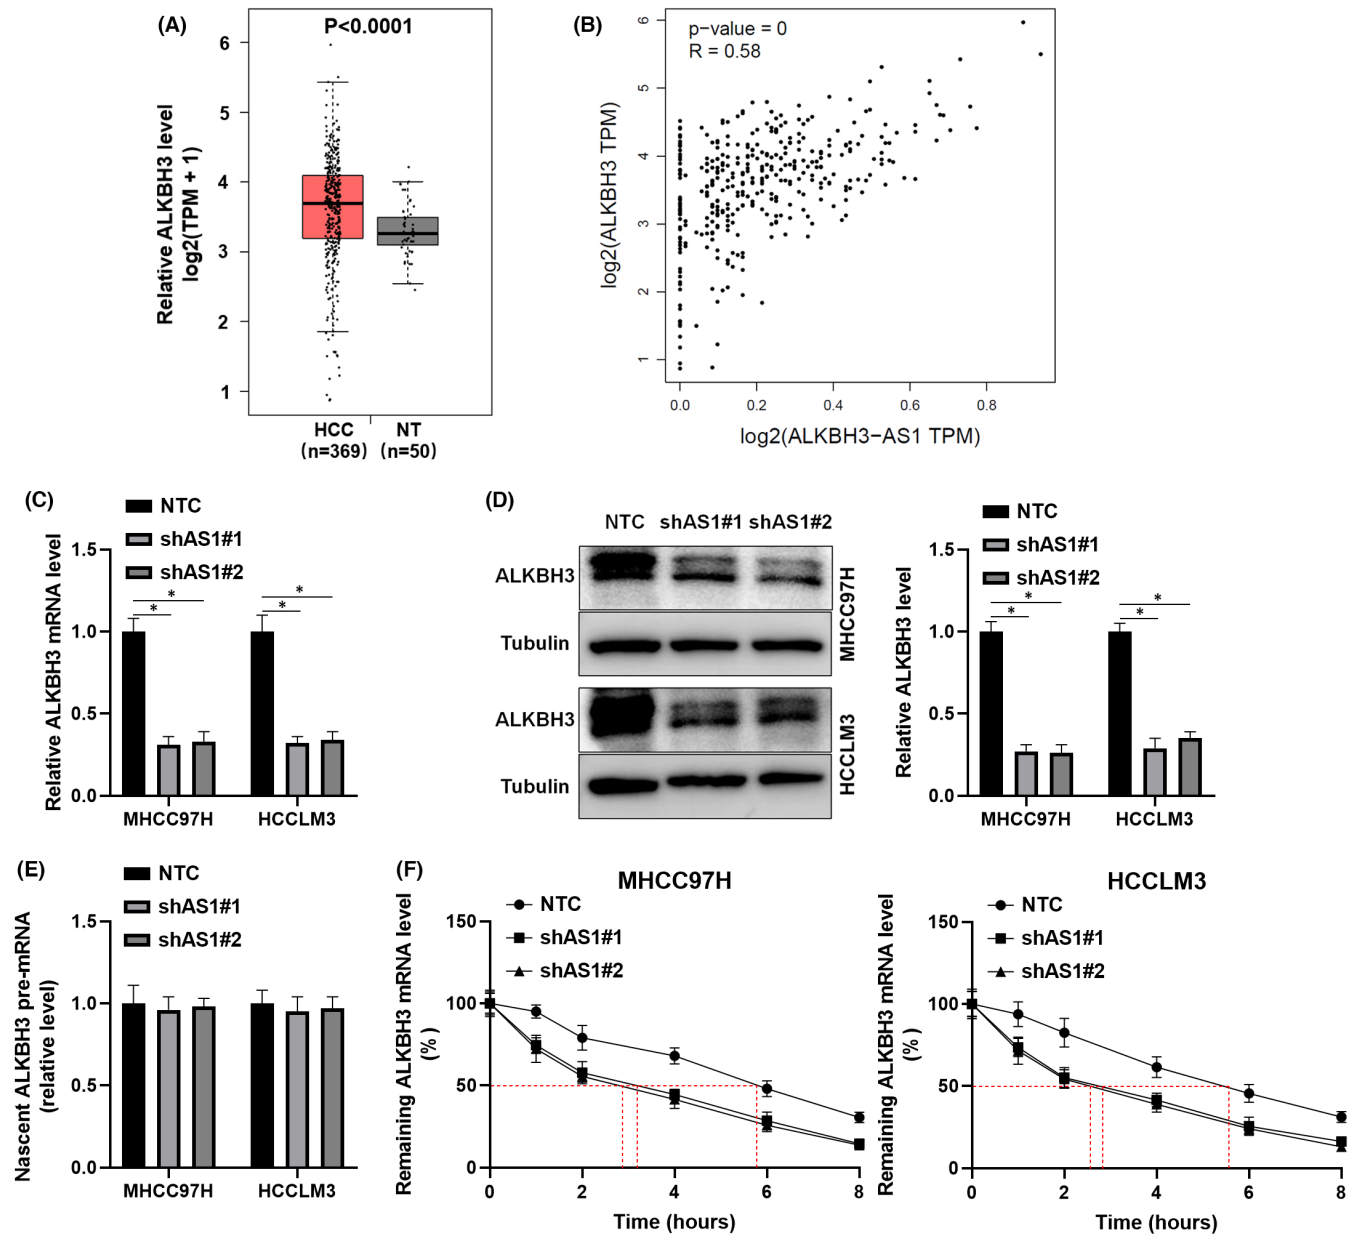 (A)
P<0.0001
Relative ALKBH3 level
log2(TPM + 1)
6
5
4
3
2
1
HCC
(n=369)
NT
(n=50)
(B)
p−value = 0
R = 0.58
log2(ALKBH3 TPM)
6
5
4
3
2
1
0.0 0.2 0.4 0.6 0.8
log2(ALKBH3−AS1 TPM)
(C)
NTC
shAS1#1
shAS1#2
Relative ALKBH3 mRNA level
1.5
1.0
0.5
0.0
* * * *
MHCC97H HCCLM3
(D)
NTC shAS1#1 shAS1#2
ALKBH3
Tubulin
MHCC97H
ALKBH3
Tubulin
HCCLM3
NTC
shAS1#1
shAS1#2
Relative ALKBH3 level
1.5
1.0
0.5
0.0
* * * *
MHCC97H HCCLM3
(E)
NTC
shAS1#1
shAS1#2
Nascent ALKBH3 pre-mRNA
(relative level)
1.5
1.0
0.5
0.0
MHCC97H HCCLM3
(F)
MHCC97H
NTC
shAS1#1
shAS1#2
Remaining ALKBH3 mRNA level
(%)
150
100
50
0
0 2 4 6 8
Time (hours)
HCCLM3
NTC
shAS1#1
shAS1#2
Remaining ALKBH3 mRNA level
(%)
150
100
50
0
0 2 4 6 8
Time (hours)